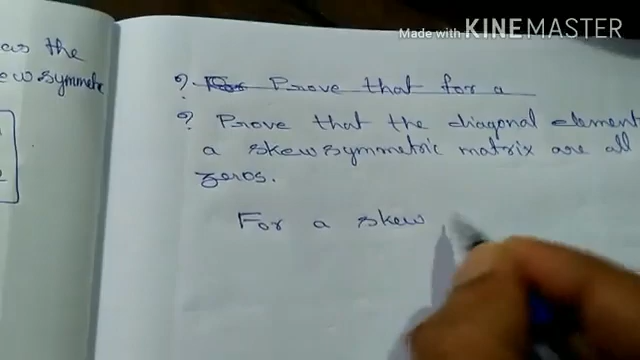 Made with KINEMASTER
as the
ew symmetr
?. Prove that for a
? Prove that the diagonal element
a skew symmetric matrix are all
zeros.
For a skew